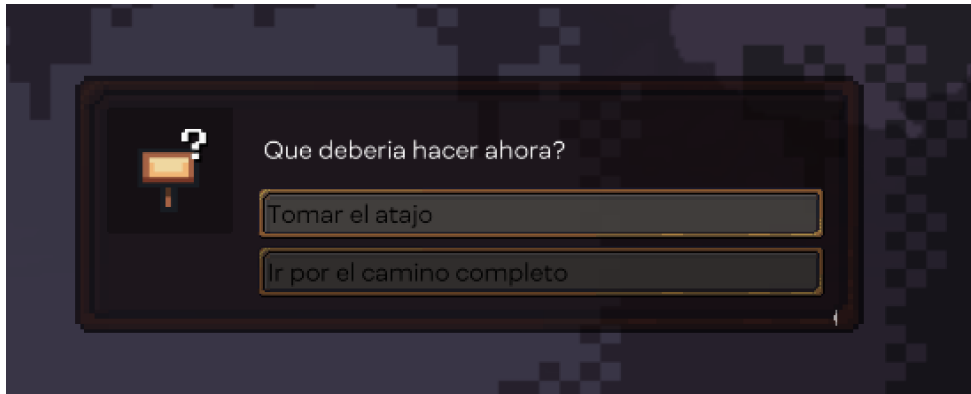 ?
Que deberia hacer ahora?
Tomar el atajo
Ir por el camino completo